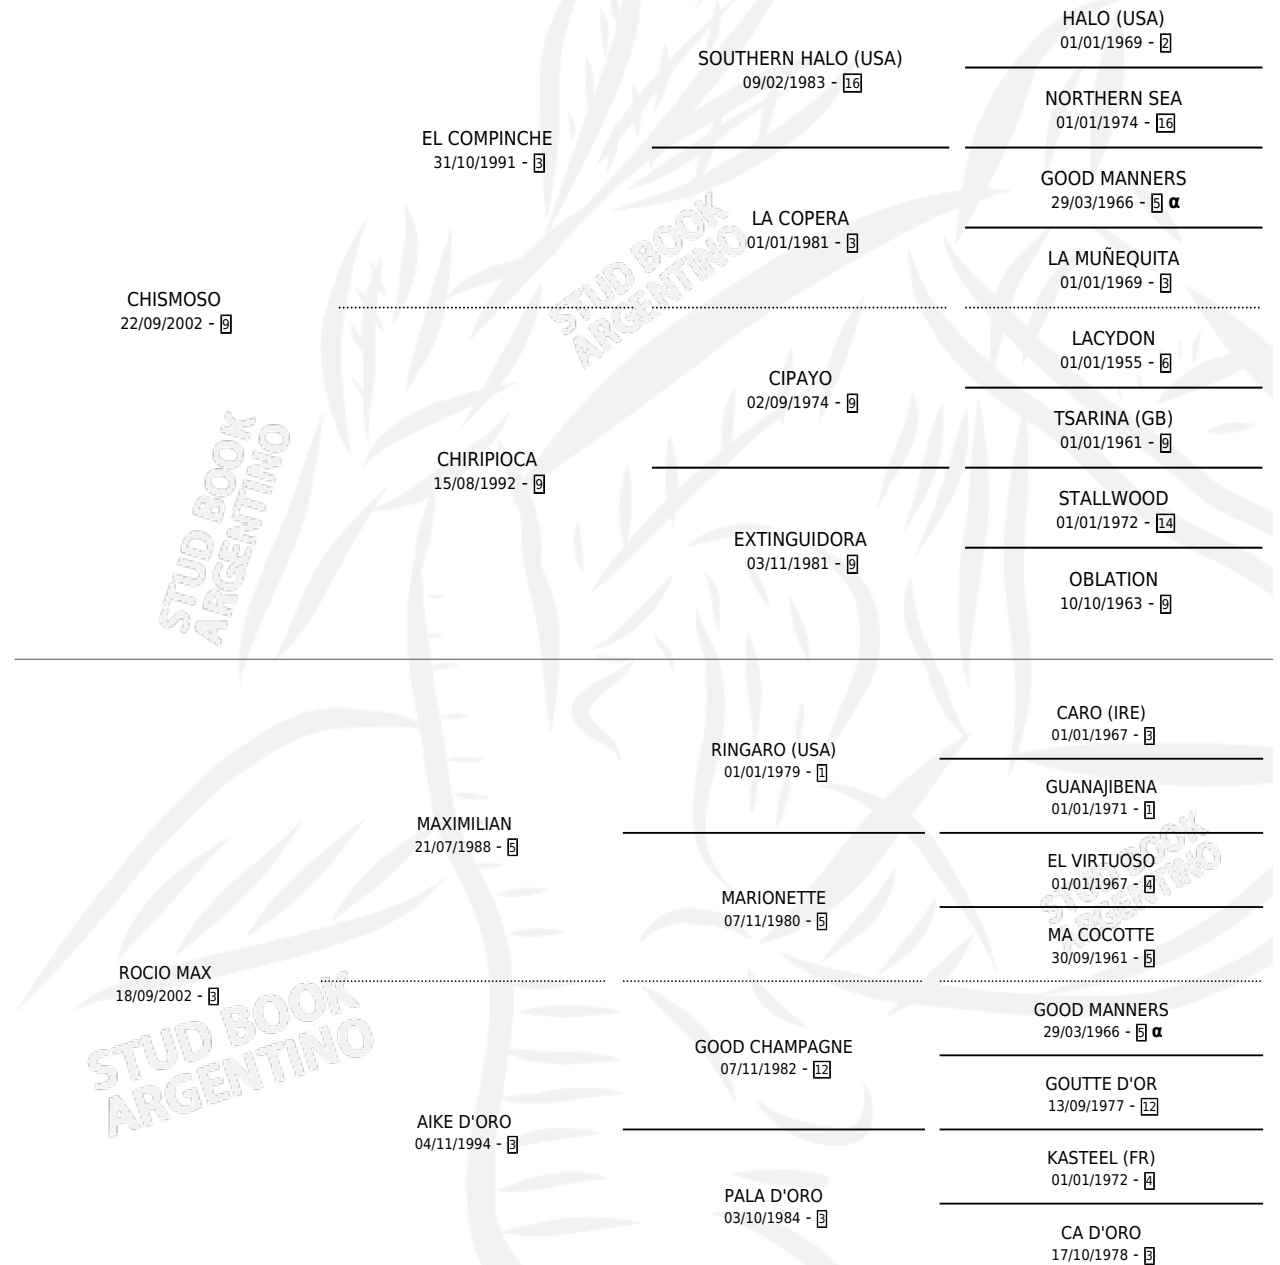 HALO (USA)
01/01/1969 - 2
SOUTHERN HALO (USA)
09/02/1983 - 16
NORTHERN SEA
01/01/1974 - 16
EL COMPINCHE
31/10/1991 - 3
GOOD MANNERS
29/03/1966 - 5 α
LA COPERA
01/01/1981 - 3
LA MUÑEQUITA
01/01/1969 - 3
CHISMOSO
22/09/2002 - 9
LACYDON
01/01/1955 - 6
CIPAYO
02/09/1974 - 9
TSARINA (GB)
01/01/1961 - 9
CHIRIPIOCA
15/08/1992 - 9
STALLWOOD
01/01/1972 - 14
EXTINGUIDORA
03/11/1981 - 9
OBLATION
10/10/1963 - 9
CARO (IRE)
01/01/1967 - 3
RINGARO (USA)
01/01/1979 - 1
GUANAJIBENA
01/01/1971 - 1
MAXIMILIAN
21/07/1988 - 5
EL VIRTUOSO
01/01/1967 - 4
MARIONETTE
07/11/1980 - 5
MA COCOTTE
30/09/1961 - 5
ROCIO MAX
18/09/2002 - 3
GOOD MANNERS
29/03/1966 - 5 α
GOOD CHAMPAGNE
07/11/1982 - 12
GOUTTE D'OR
13/09/1977 - 12
AIKE D'ORO
04/11/1994 - 3
KASTEEL (FR)
01/01/1972 - 4
PALA D'ORO
03/10/1984 - 3
CA D'ORO
17/10/1978 - 3
STUD BOOK
ARGENTINO
STUD BOOK
ARGENTINO
STUD BOOK
ARGENTINO
STUD BOOK
ARGENTINO